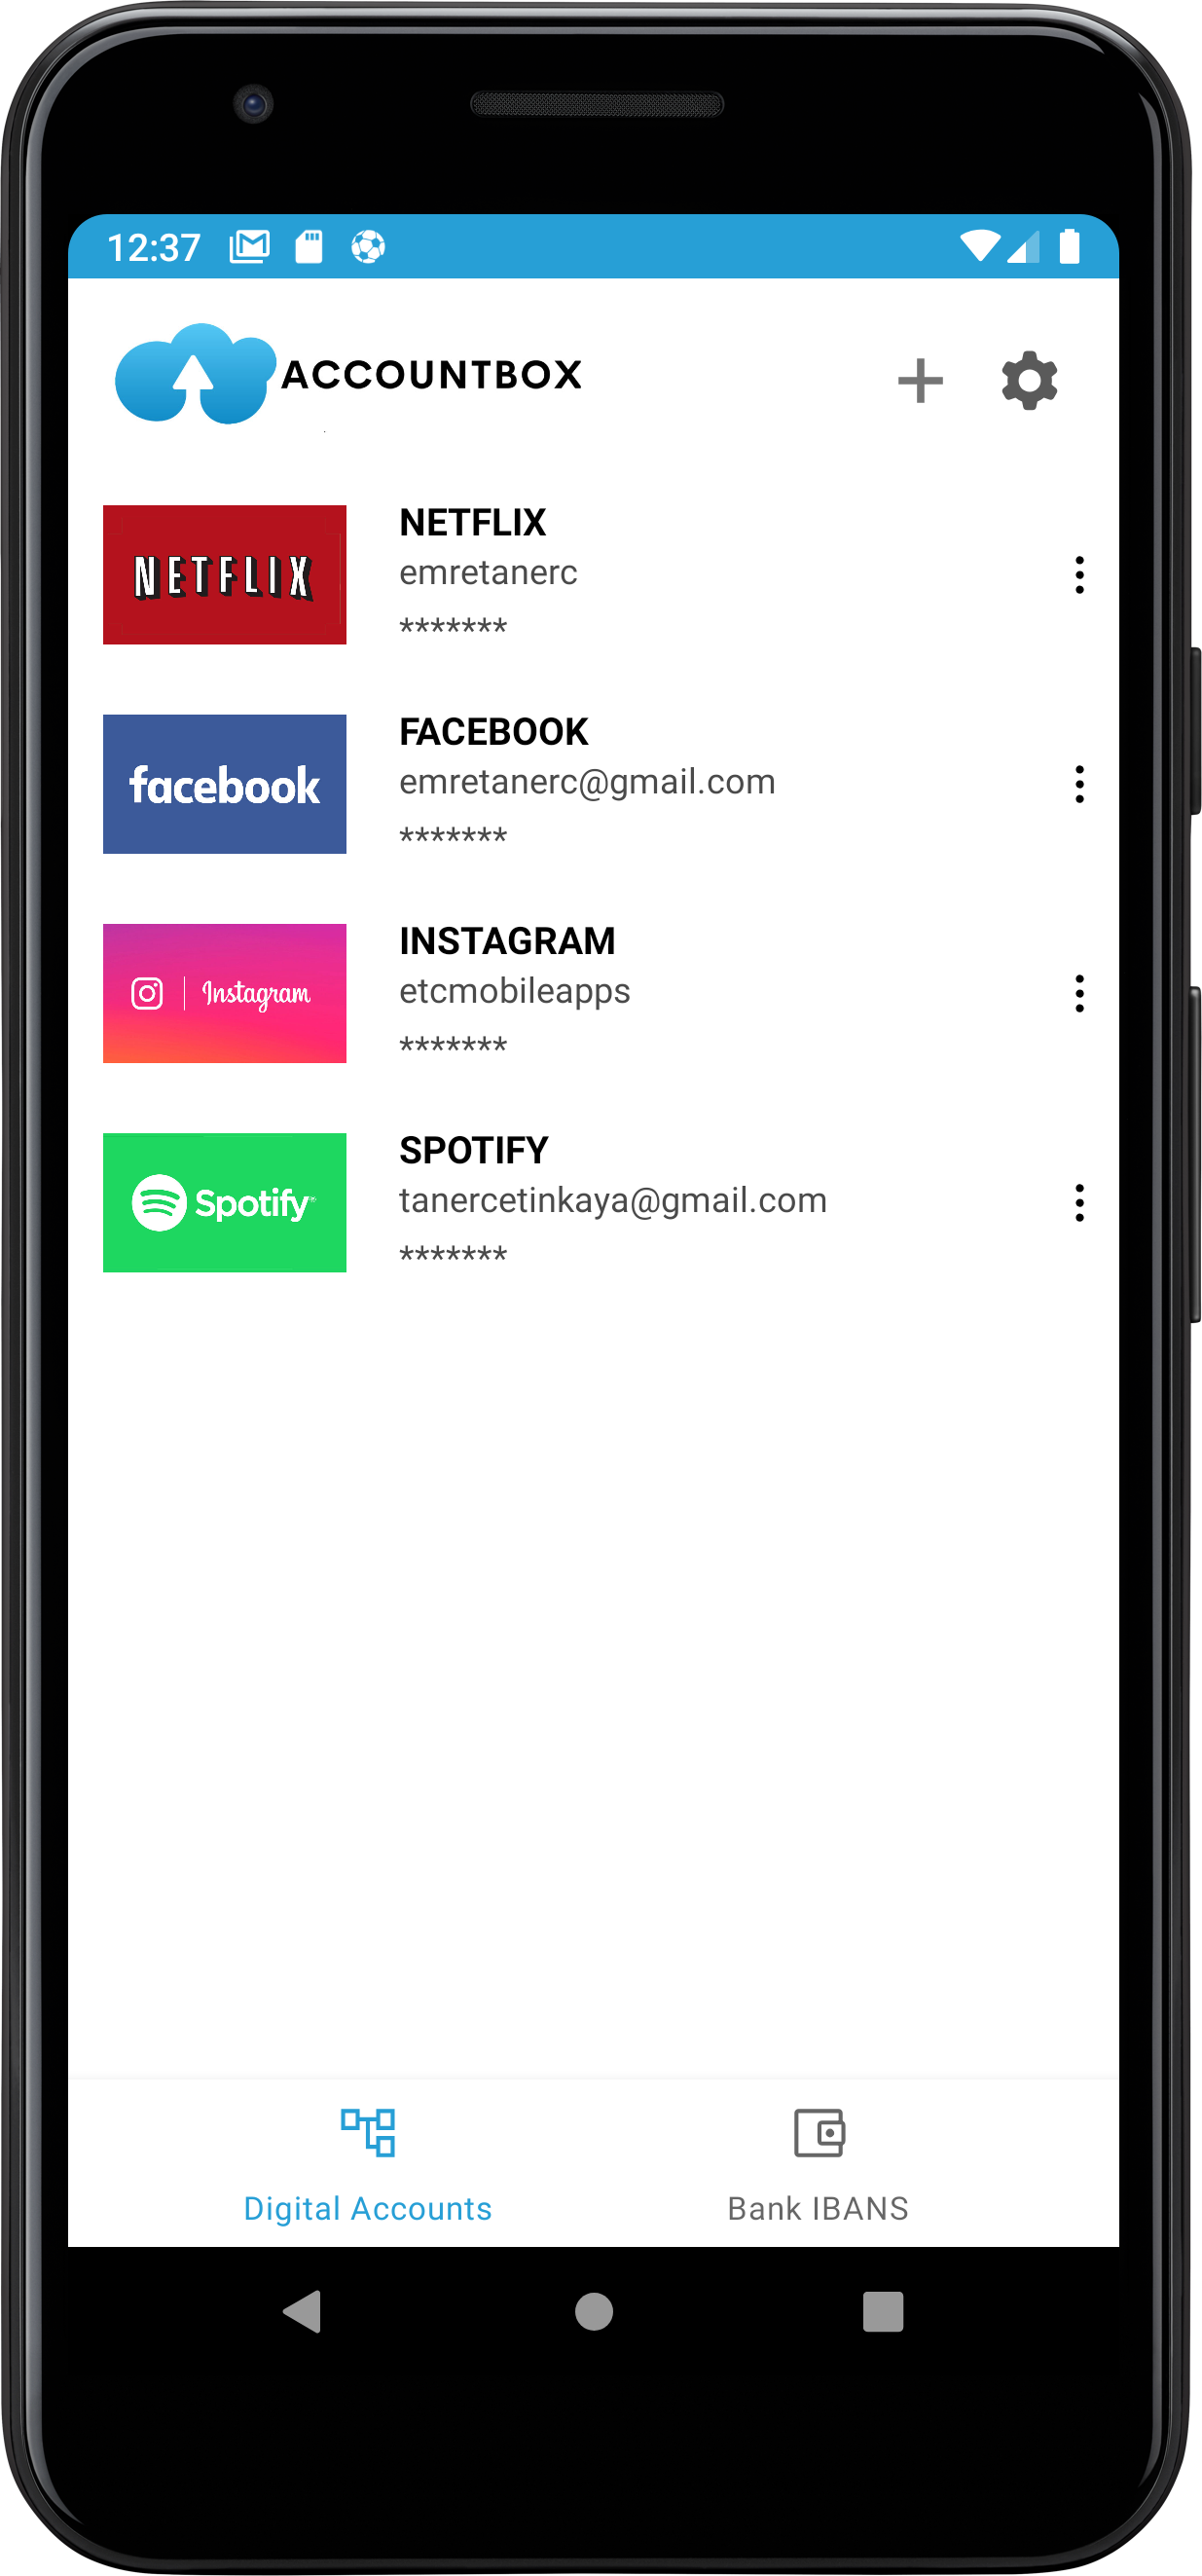 12:37
ACCOUNTBOX
NETFLIX
NETFLIX
emretanerc
*******
facebook
FACEBOOK
emretanerc@gmail.com
*******
Instagram
INSTAGRAM
etcmobileapps
*******
Spotify
SPOTIFY
tanercetinkaya@gmail.com
*******
Digital Accounts
Bank IBANS